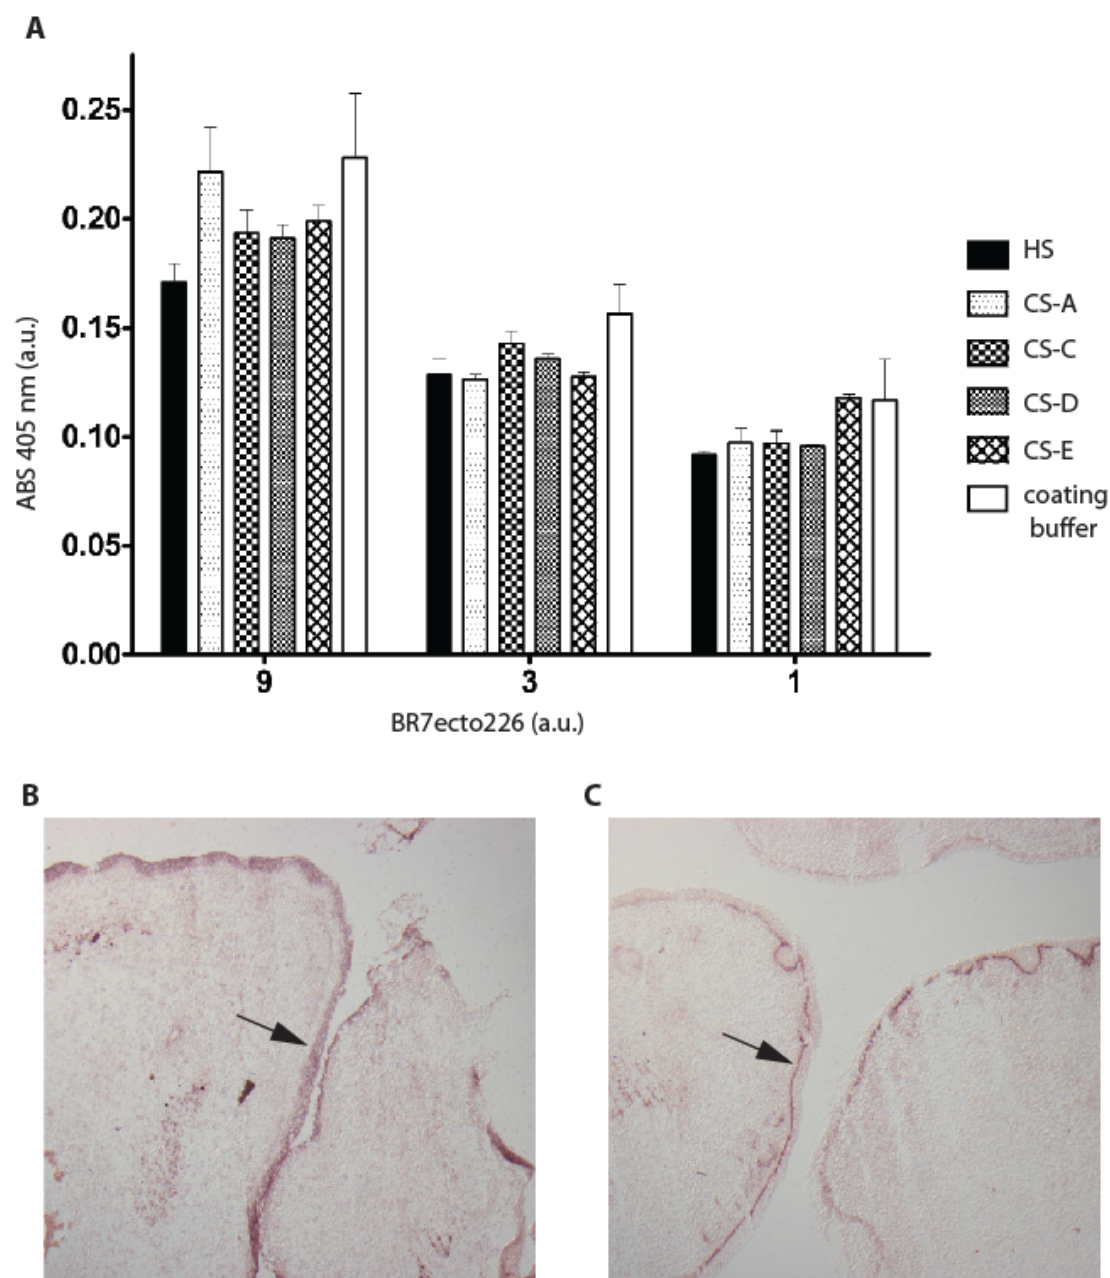 A
0.25
0.20
0.15
0.10
0.05
0.00
ABS 405 nm (a.u.)
9 3 1
BR7ecto226 (a.u.)
HS
CS-A
CS-C
CS-D
CS-E
coating
buffer
B
C